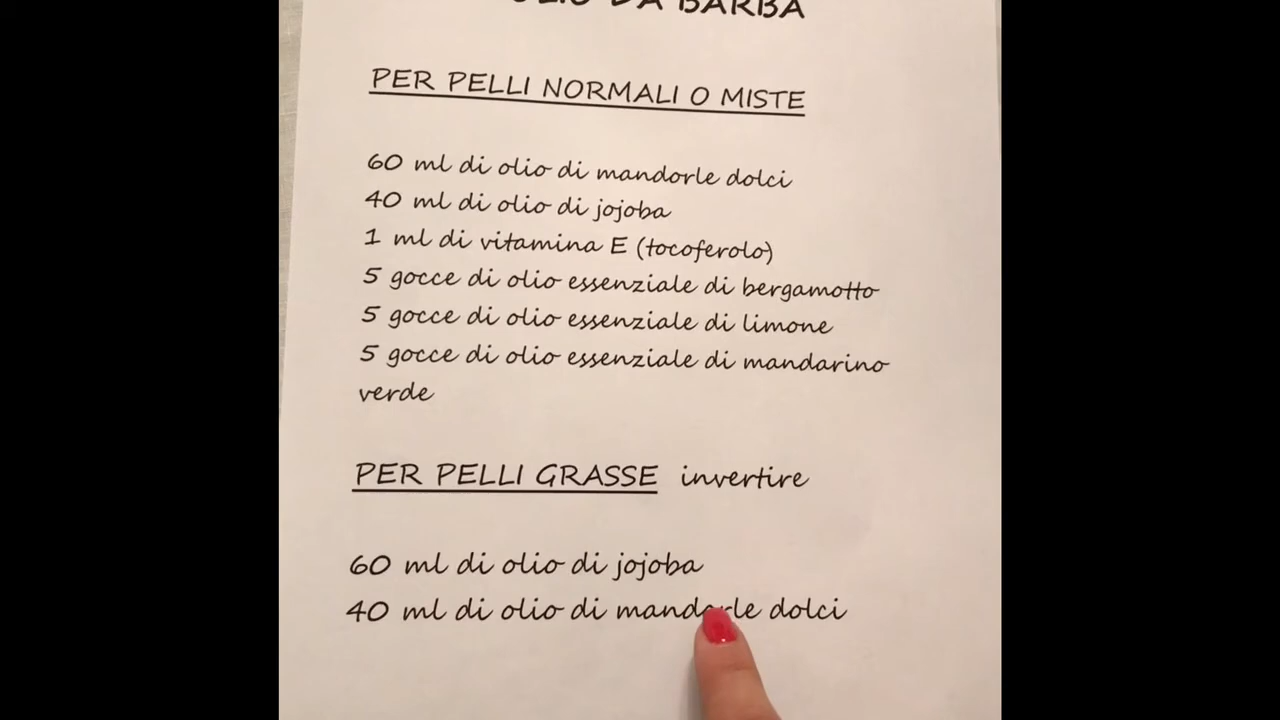 OLIO DA BARBA
PER PELLI NORMALI O MISTE
60 ml di olio di mandorle dolci
40 ml di olio di jojoba
1 ml di vitamina E (tocoferolo)
5 gocce di olio essenziale di bergamotto
5 gocce di olio essenziale di limone
5 gocce di olio essenziale di mandarino
verde
PER PELLI GRASSE invertire
60 ml di olio di jojoba
40 ml di olio di mandorle dolci